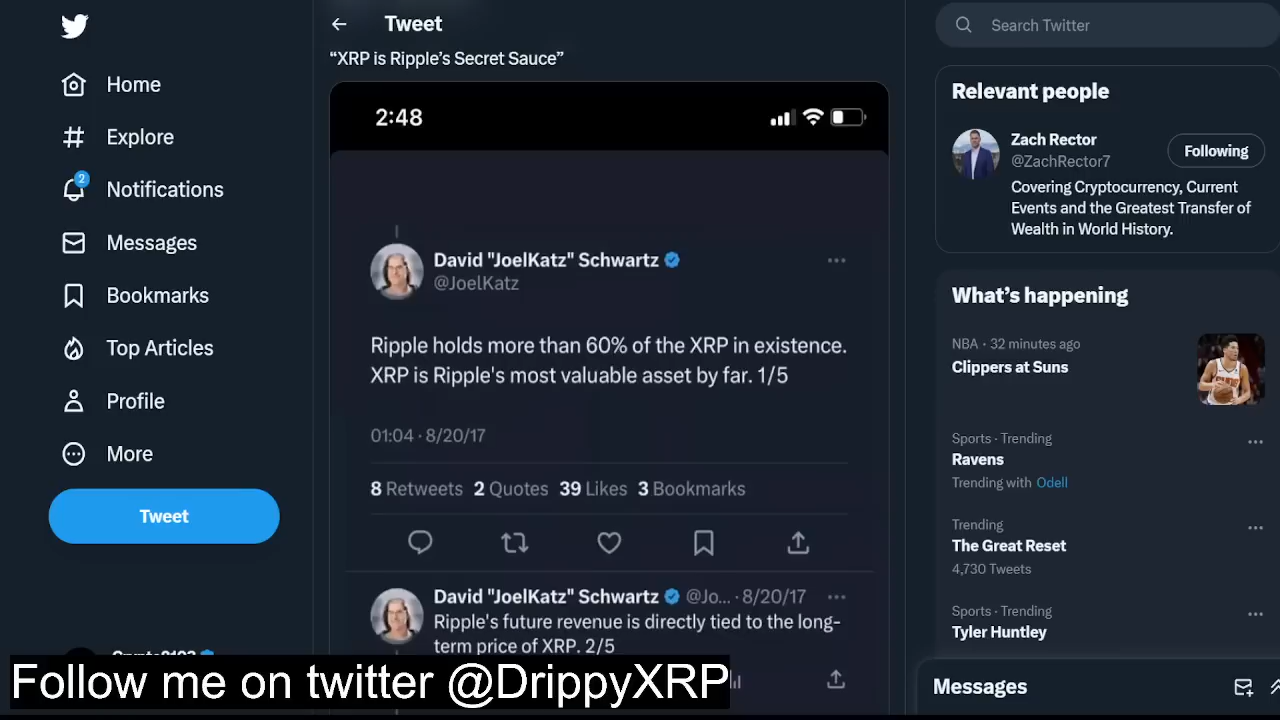 Home
Explore
2
Notifications
Messages
Bookmarks
Top Articles
Profile
More
Tweet
Tweet
“XRP is Ripple’s Secret Sauce”
2:48
David "JoelKatz" Schwartz
@JoelKatz
Ripple holds more than 60% of the XRP in existence.
XRP is Ripple's most valuable asset by far. 1/5
01:04 · 8/20/17
8 Retweets 2 Quotes 39 Likes 3 Bookmarks
David "JoelKatz" Schwartz @Jo... · 8/20/17
Ripple's future revenue is directly tied to the long-
term price of XRP. 2/5
Search Twitter
Relevant people
Zach Rector
@ZachRector7
Following
Covering Cryptocurrency, Current
Events and the Greatest Transfer of
Wealth in World History.
What’s happening
NBA · 32 minutes ago
Clippers at Suns
Sports · Trending
Ravens
Trending with Odell
Trending
The Great Reset
4,730 Tweets
Sports · Trending
Tyler Huntley
Messages
Follow me on twitter @DrippyXRP